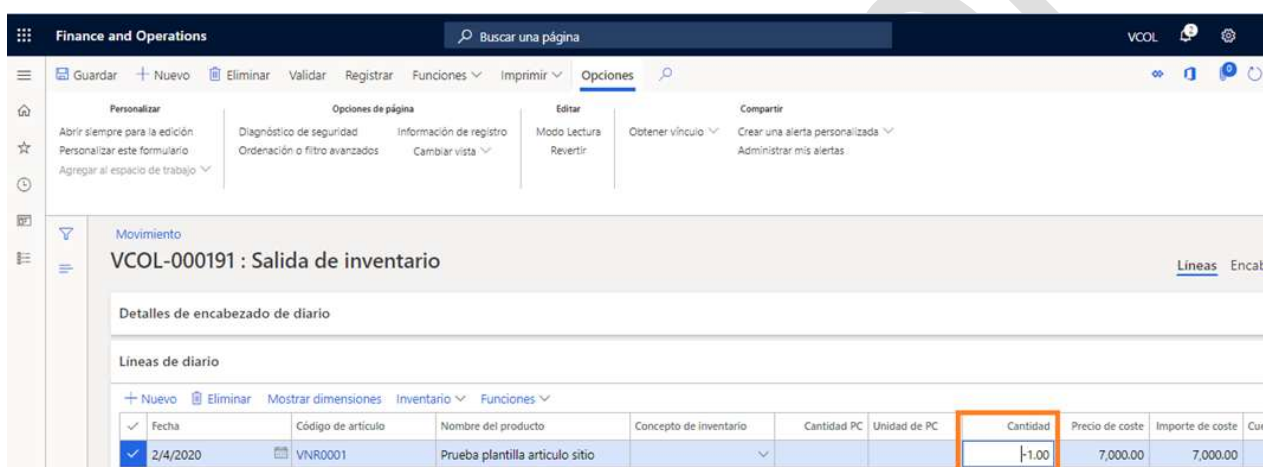 Finance and Operations
Buscar una página
VCOL
Guardar
Nuevo
Eliminar
Validar
Registrar
Funciones
Imprimir
Opciones
0
Personalizar
Abrir siempre para la edición
Personalizar este formulario
Agregar al espacio de trabajo
Opciones de página
Diagnóstico de seguridad
Información de registro
Ordenación o filtro avanzados
Cambiar vista
Editar
Modo Lectura
Revertir
Compartir
Obtener vínculo
Crear una alerta personalizada
Administrar mis alertas
Movimiento
VCOL-000191 : Salida de inventario
Líneas
Encab
Detalles de encabezado de diario
Líneas de diario
Nuevo
Eliminar
Mostrar dimensiones
Inventario
Funciones
Fecha
Código de artículo
Nombre del producto
Concepto de inventario
Cantidad PC
Unidad de PC
Cantidad
Precio de coste
Importe de coste
2/4/2020
VNR0001
Prueba plantilla articulo sitio
-1.00
7,000.00
7,000.00